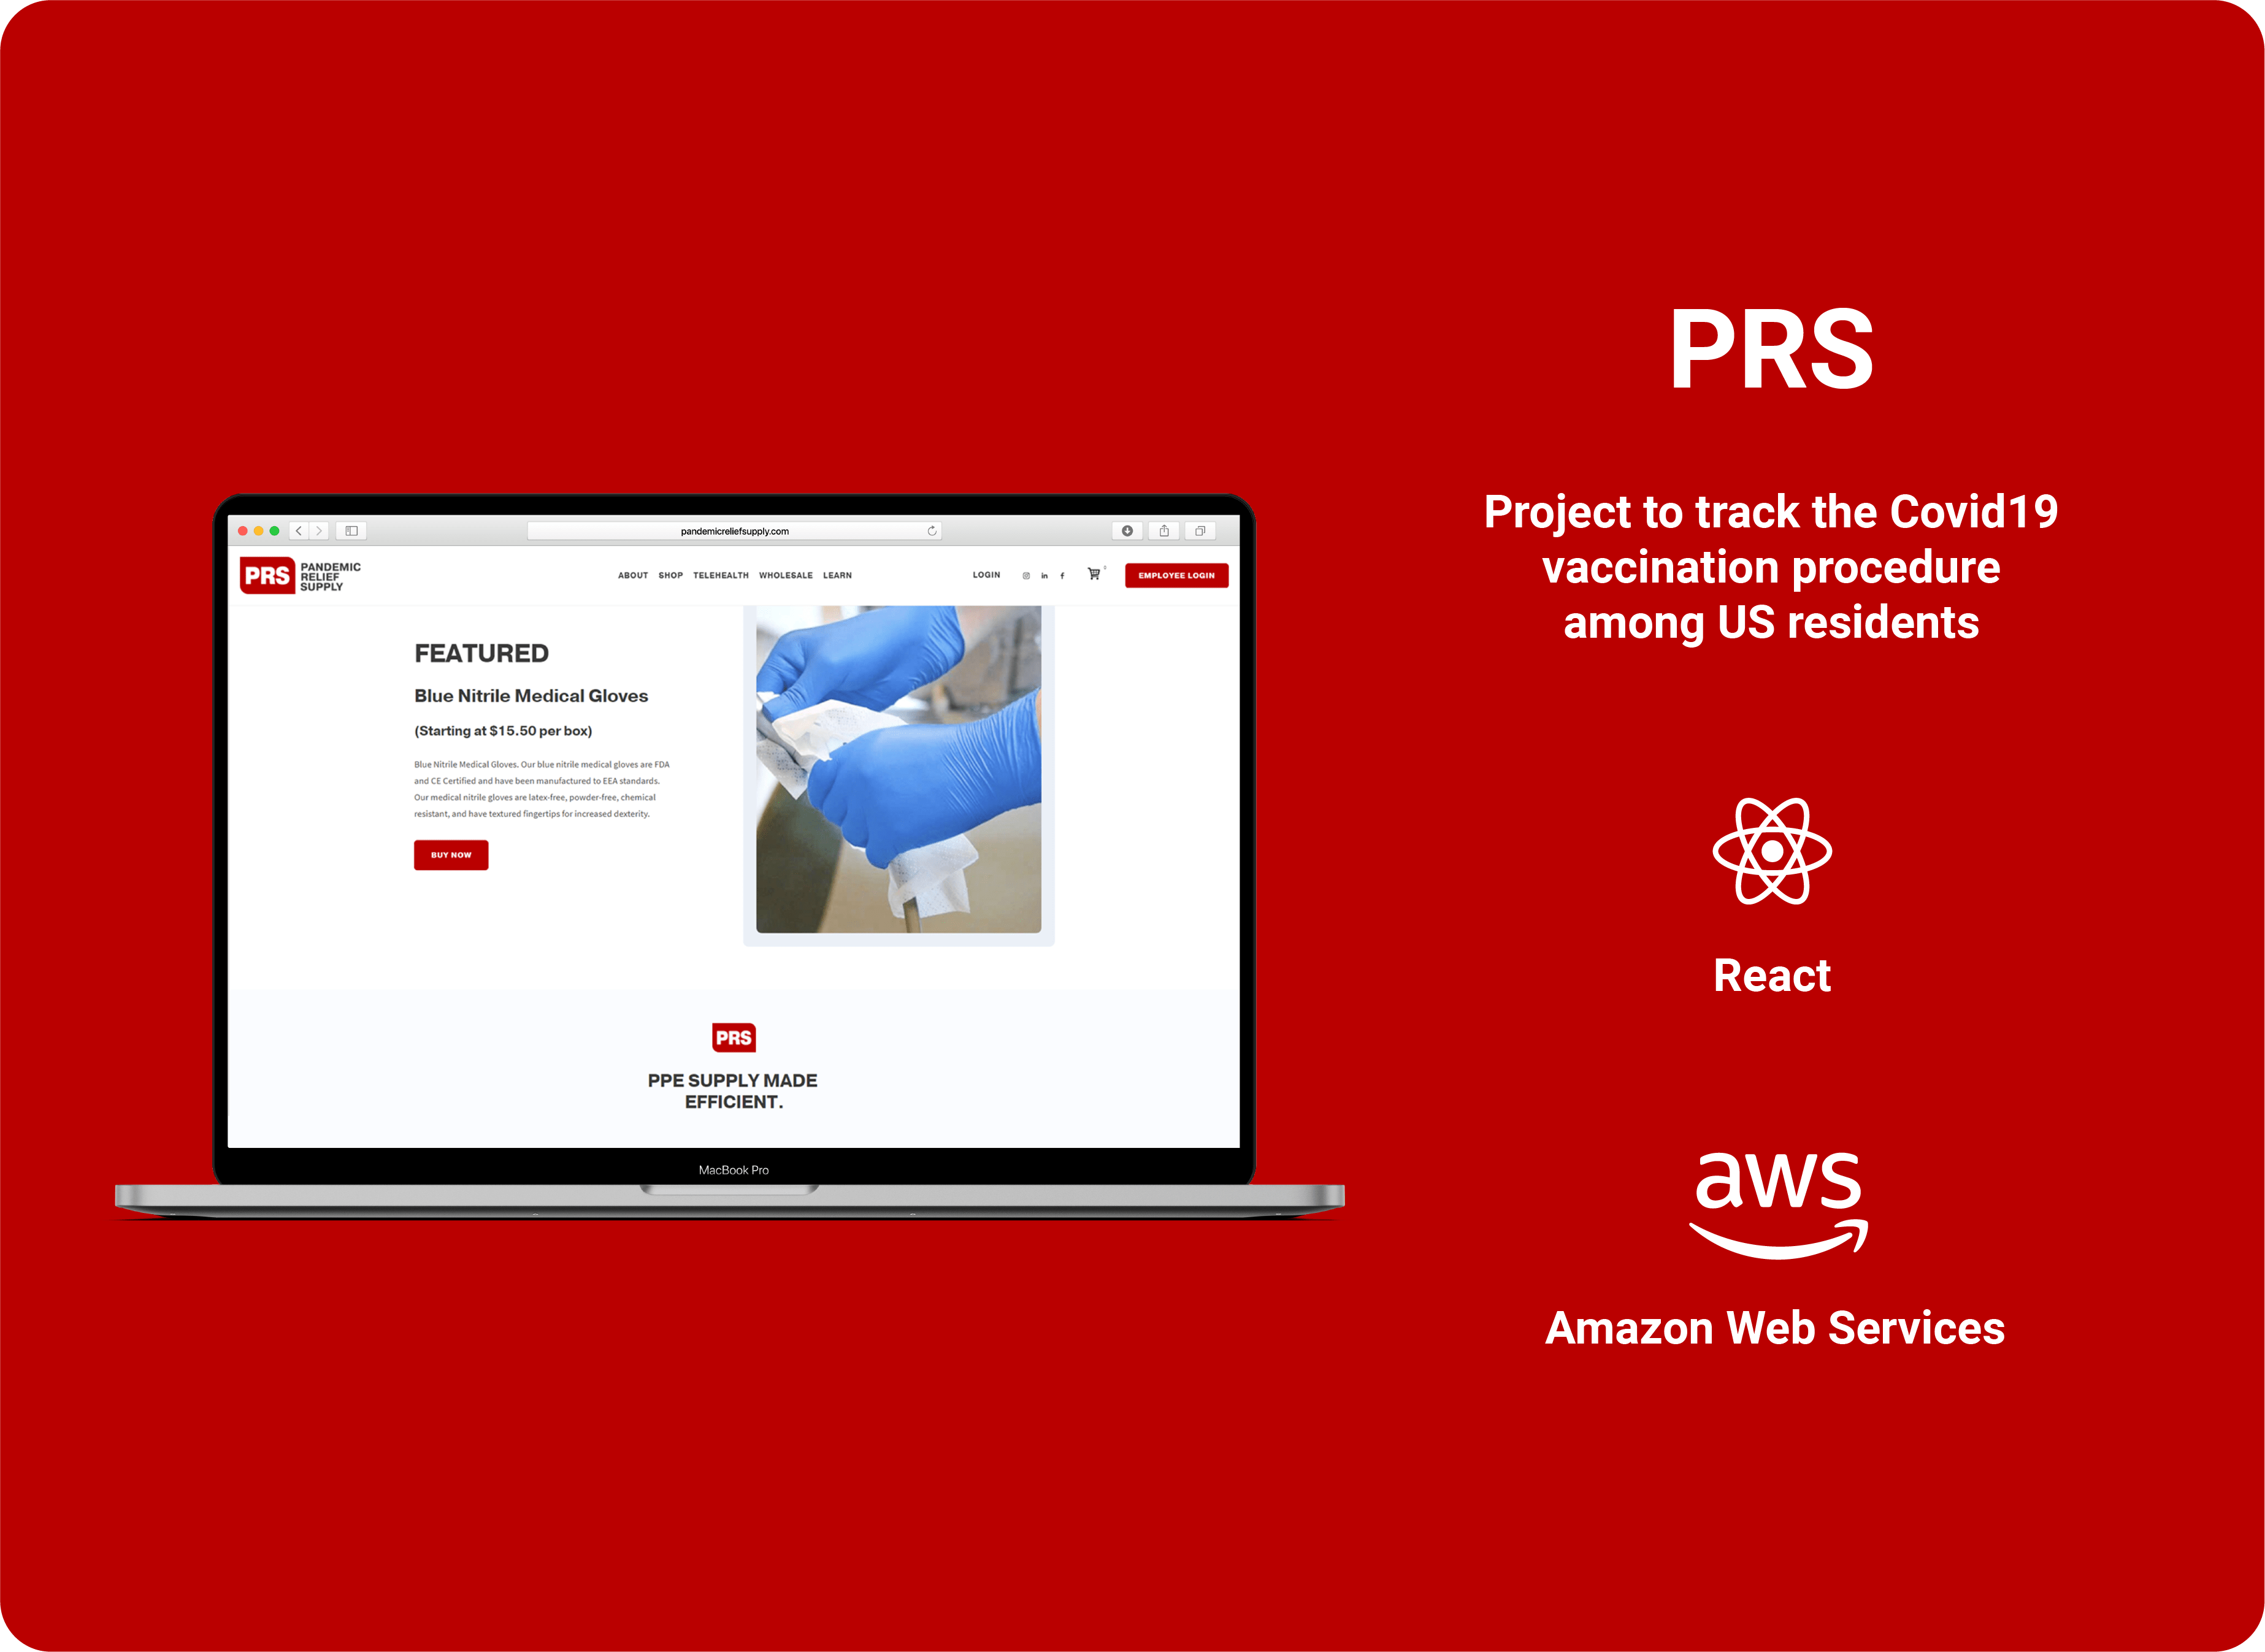 PRS
Project to track the Covid19
vaccination procedure
among US residents
React
aws
Amazon Web Services
pandemicreliefsupply.com
PRS
PANDEMIC
RELIEF
SUPPLY
ABOUT SHOP TELEHEALTH WHOLESALE LEARN
LOGIN
in
f
0
EMPLOYEE LOGIN
FEATURED
Blue Nitrile Medical Gloves
(Starting at $15.50 per box)
Blue Nitrile Medical Gloves. Our blue nitrile medical gloves are FDA
and CE Certified and have been manufactured to EEA standards.
Our medical nitrile gloves are latex-free, powder-free, chemical
resistant, and have textured fingertips for increased dexterity.
BUY NOW
PRS
PPE SUPPLY MADE
EFFICIENT.
MacBook Pro